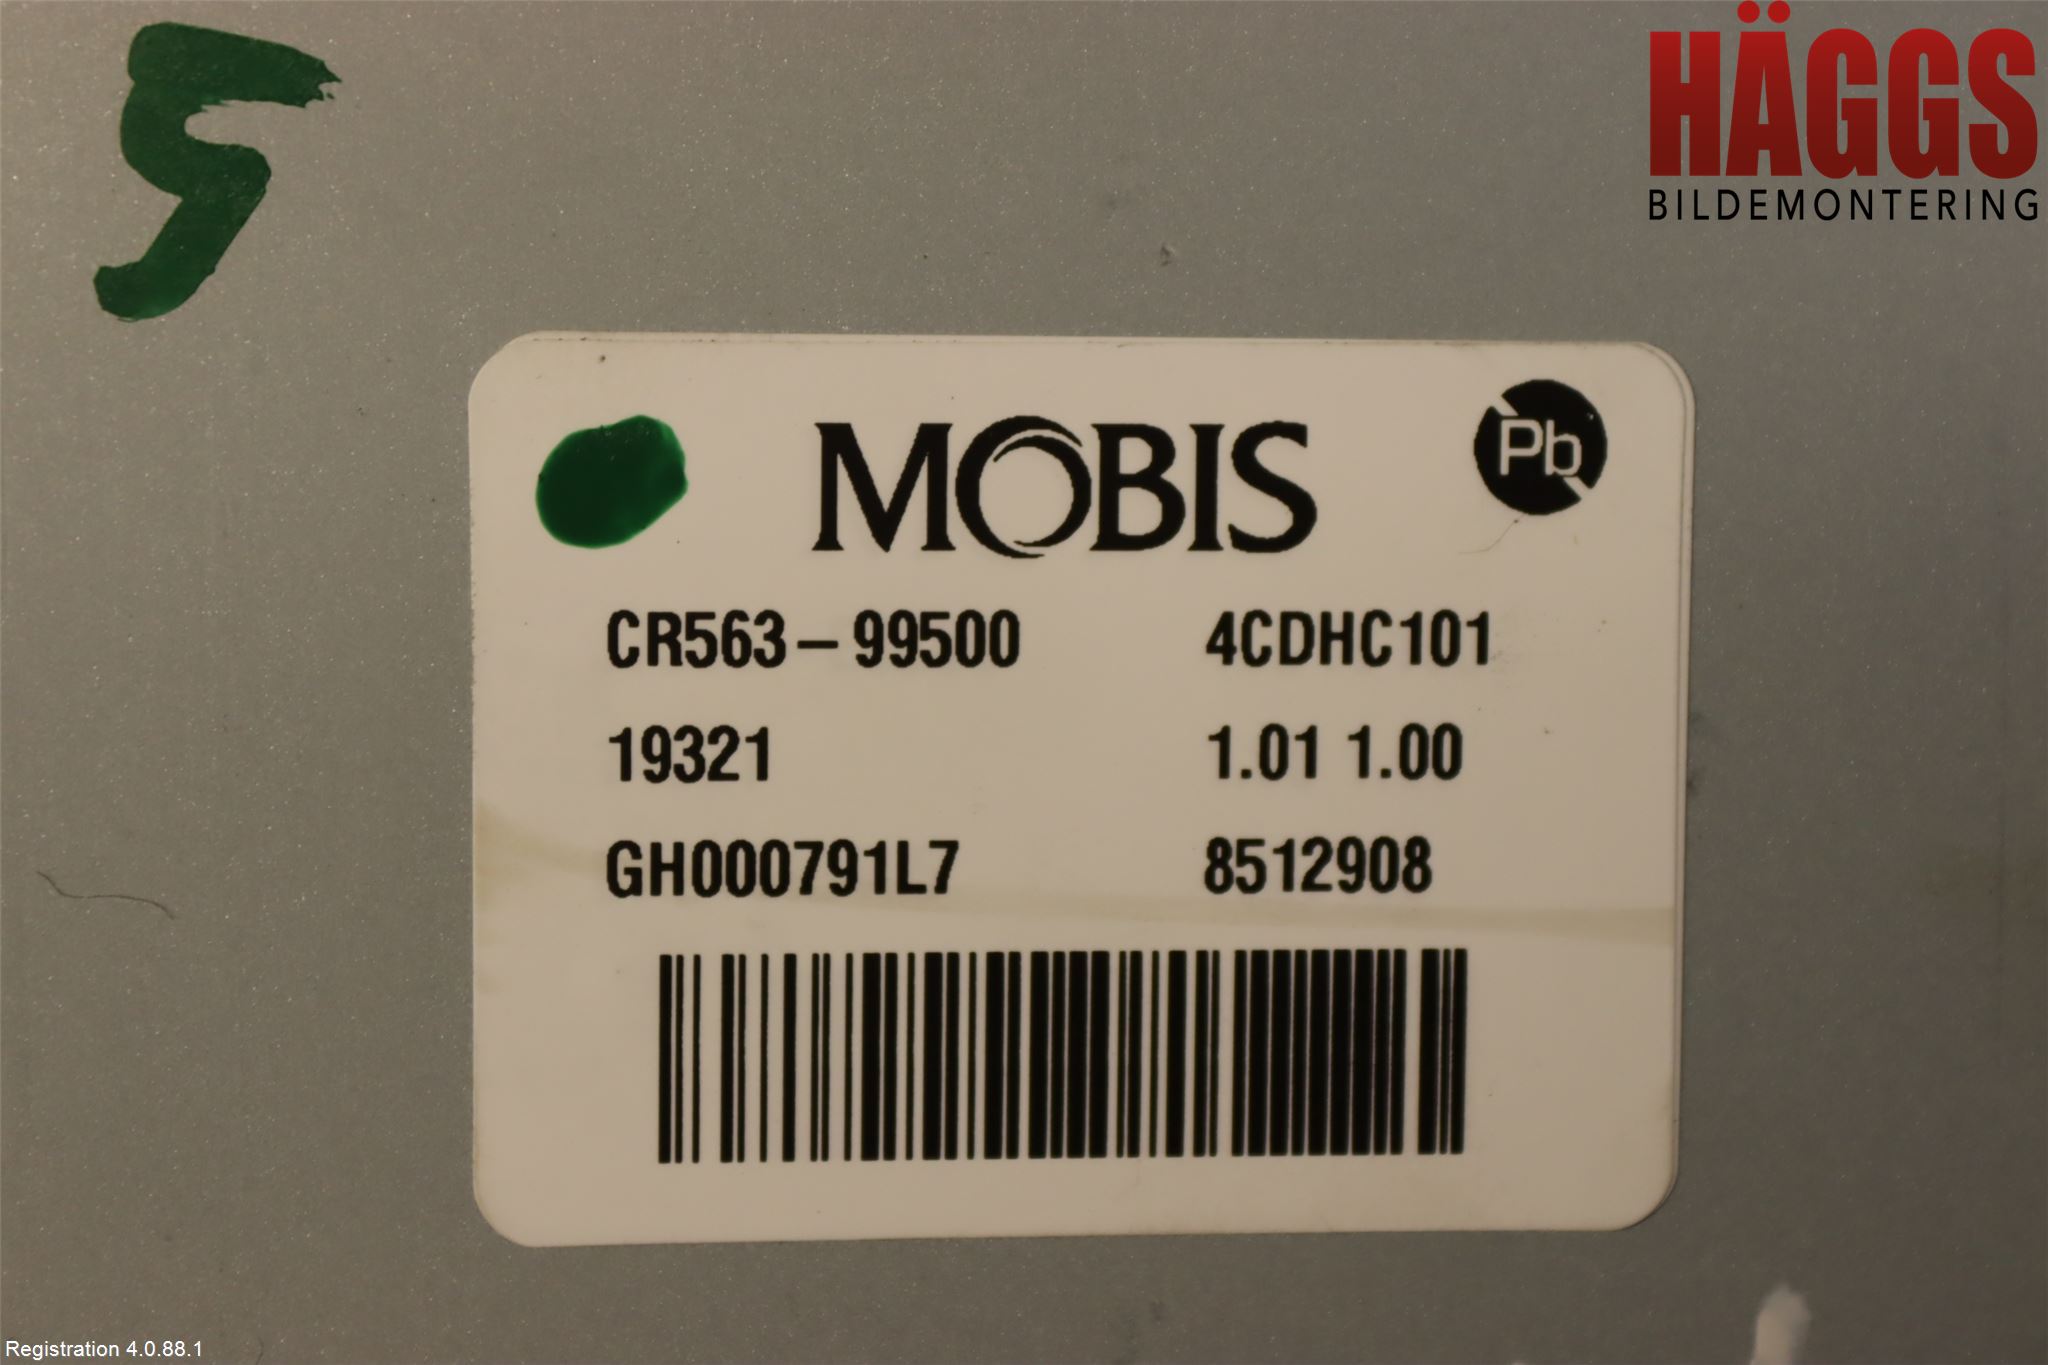 5
HÄGGS
BILDEMONTERING
MOBIS
Pb
CR563-99500 4CDHC101
19321 1.01 1.00
GH000791L7 8512908
Registration 4.0.88.1